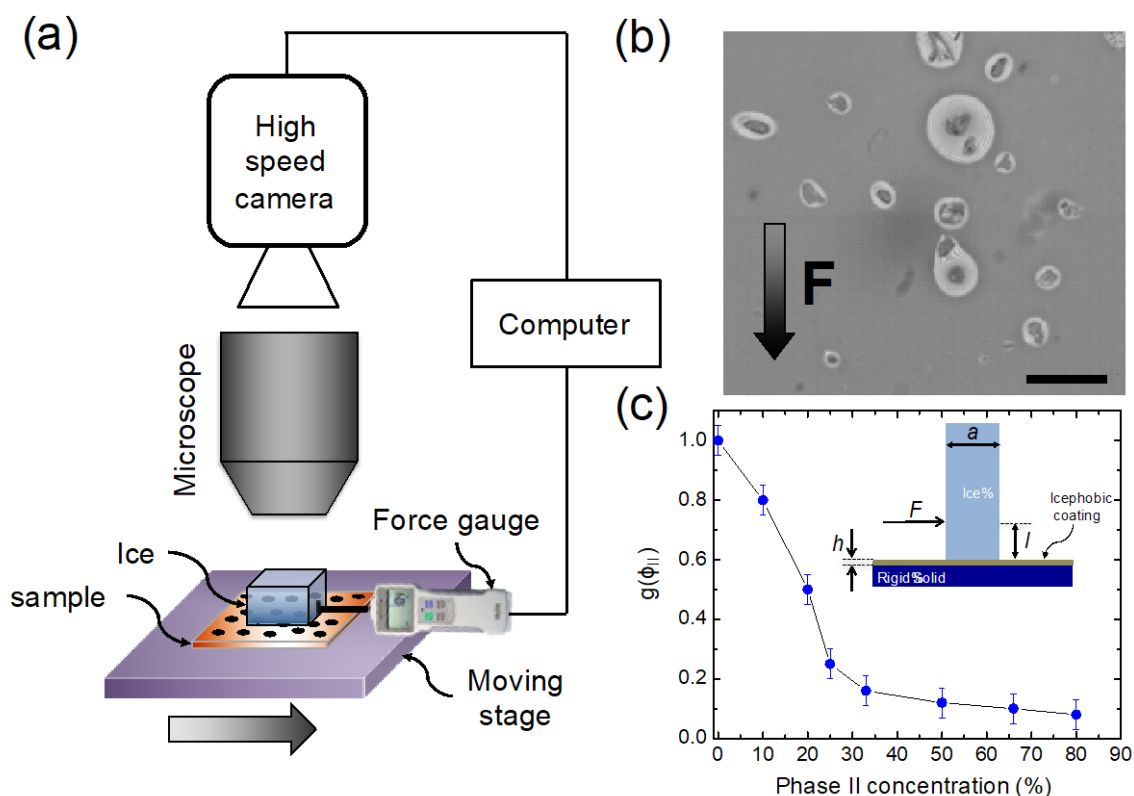 (a)
High
speed
camera
Computer
Microscope
Force gauge
Ice
sample
Moving
stage
(b)
F
(c)
g(ϕII)
1.0
0.8
0.6
0.4
0.2
0.0
0 10 20 30 40 50 60 70 80 90
Phase II concentration (%)
a
Ice%
Icephobic
coating
F
l
h
Rigid%Solid